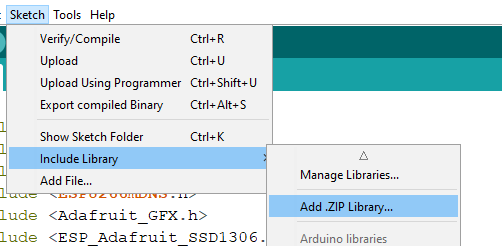 Sketch Tools Help
Verify/Compile Ctrl+R
Upload Ctrl+U
Upload Using Programmer Ctrl+Shift+U
Export compiled Binary Ctrl+Alt+S
Show Sketch Folder Ctrl+K
Include Library
Add File...
Manage Libraries...
Add .ZIP Library...
Arduino libraries
lude <ESP8266mDNS.h>
lude <Adafruit_GFX.h>
lude <ESP_Adafruit_SSD1306.